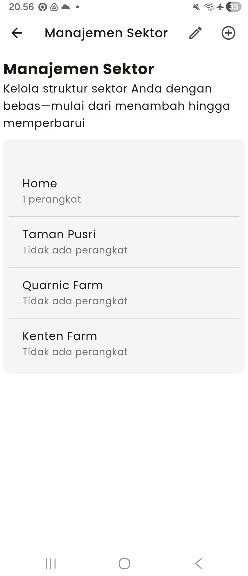 20.56
Manajemen Sektor
Manajemen Sektor
Kelola struktur sektor Anda dengan
bebas—mulai dari menambah hingga
memperbarui
Home
1 perangkat
Taman Pusri
Tidak ada perangkat
Quarnic Farm
Tidak ada perangkat
Kenten Farm
Tidak ada perangkat